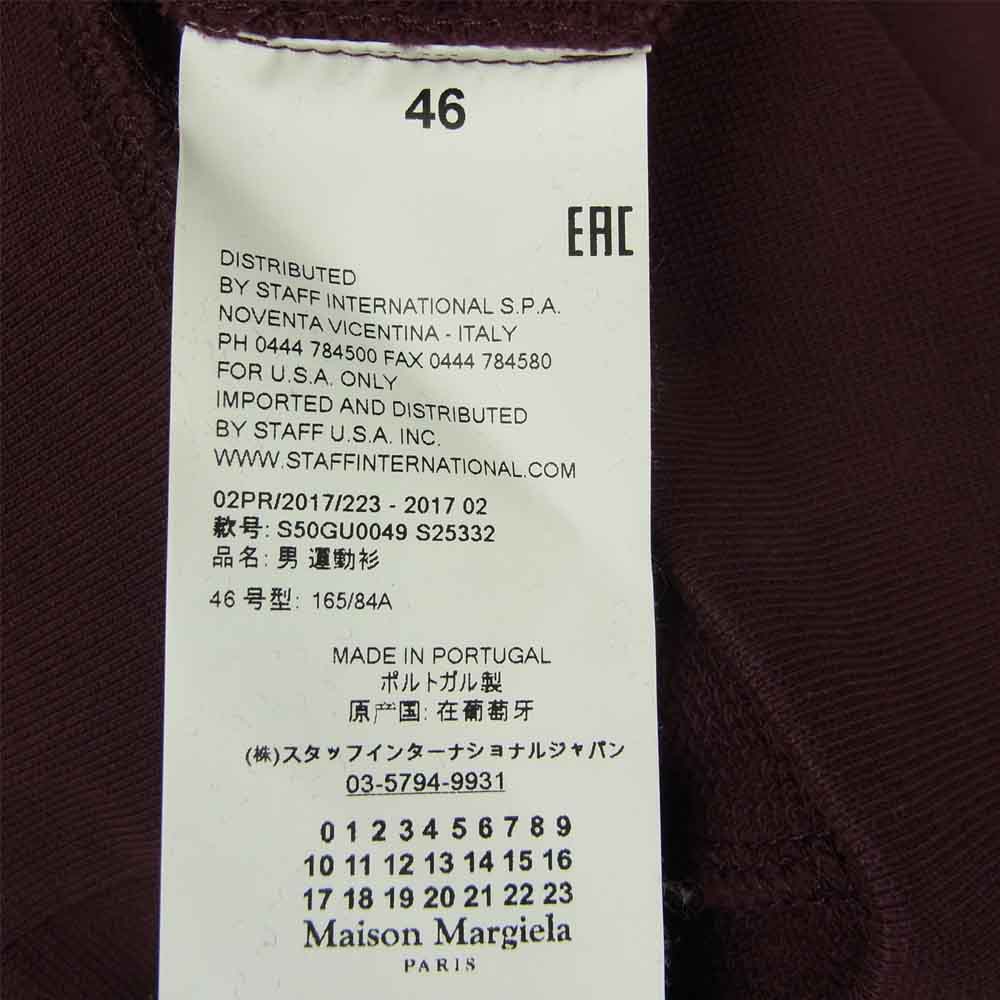 46
EAC
DISTRIBUTED
BY STAFF INTERNATIONAL S.P.A.
NOVENTA VICENTINA - ITALY
PH 0444 784500 FAX 0444 784580
FOR U.S.A. ONLY
IMPORTED AND DISTRIBUTED
BY STAFF U.S.A. INC.
WWW.STAFFINTERNATIONAL.COM
02PR/2017/223 - 2017 02
款号: S50GU0049 S25332
品名: 男 運動衫
46 号型: 165/84A
MADE IN PORTUGAL
ポルトガル製
原产国: 在葡萄牙
(株)スタッフインターナショナルジャパン
03-5794-9931
0 1 2 3 4 5 6 7 8 9
10 11 12 13 14 15 16
17 18 19 20 21 22 23
Maison Margiela
PARIS